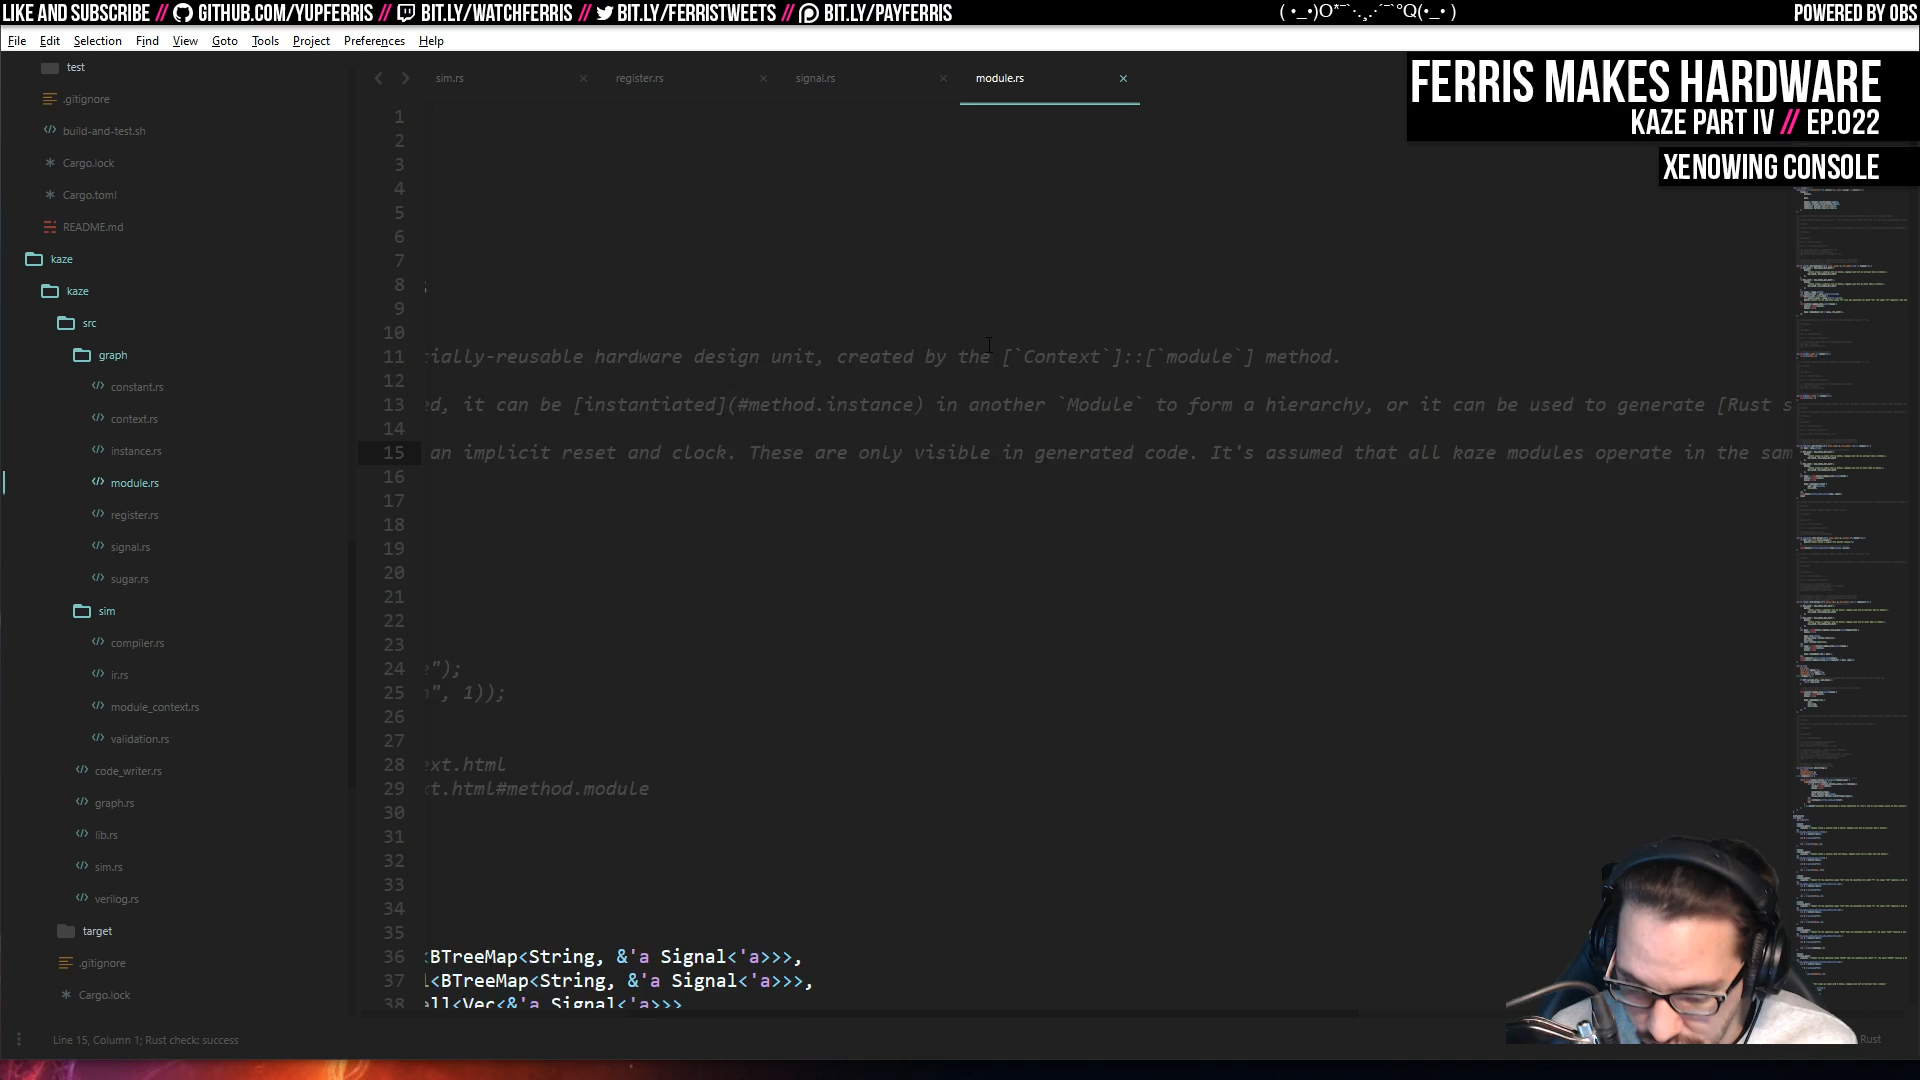 LIKE AND SUBSCRIBE // GITHUB.COM/YUPFERRIS // BIT.LY/WATCHFERRIS // BIT.LY/FERRISTWEETS // BIT.LY/PAYFERRIS
POWERED BY OBS
File Edit Selection Find View Goto Tools Project Preferences Help
FERRIS MAKES HARDWARE
KAZE PART IV // EP.022
XENOWING CONSOLE
sim.rs register.rs signal.rs module.rs
test
.gitignore
build-and-test.sh
Cargo.lock
Cargo.toml
README.md
kaze
kaze
src
graph
constant.rs
context.rs
instance.rs
module.rs
register.rs
signal.rs
sugar.rs
sim
compiler.rs
ir.rs
module_context.rs
validation.rs
code_writer.rs
graph.rs
lib.rs
sim.rs
verilog.rs
target
.gitignore
Cargo.lock
1
2
3
4
5
6
7
8 ;
9
10
11 tially-reusable hardware design unit, created by the [`Context`]::[`module`] method.
12
13 ed, it can be [instantiated](#method.instance) in another `Module` to form a hierarchy, or it can be used to generate [Rust s
14
15 an implicit reset and clock. These are only visible in generated code. It's assumed that all kaze modules operate in the sam
16
17
18
19
20
21
22
23
24 e");
25 n", 1));
26
27
28 ext.html
29 xt.html#method.module
30
31
32
33
34
35
36 <BTreeMap<String, &'a Signal<'a>>>,
37 l<BTreeMap<String, &'a Signal<'a>>>,
38 ell<Vec<&'a Signal<'a>>>
Line 15, Column 1; Rust check: success
Rust